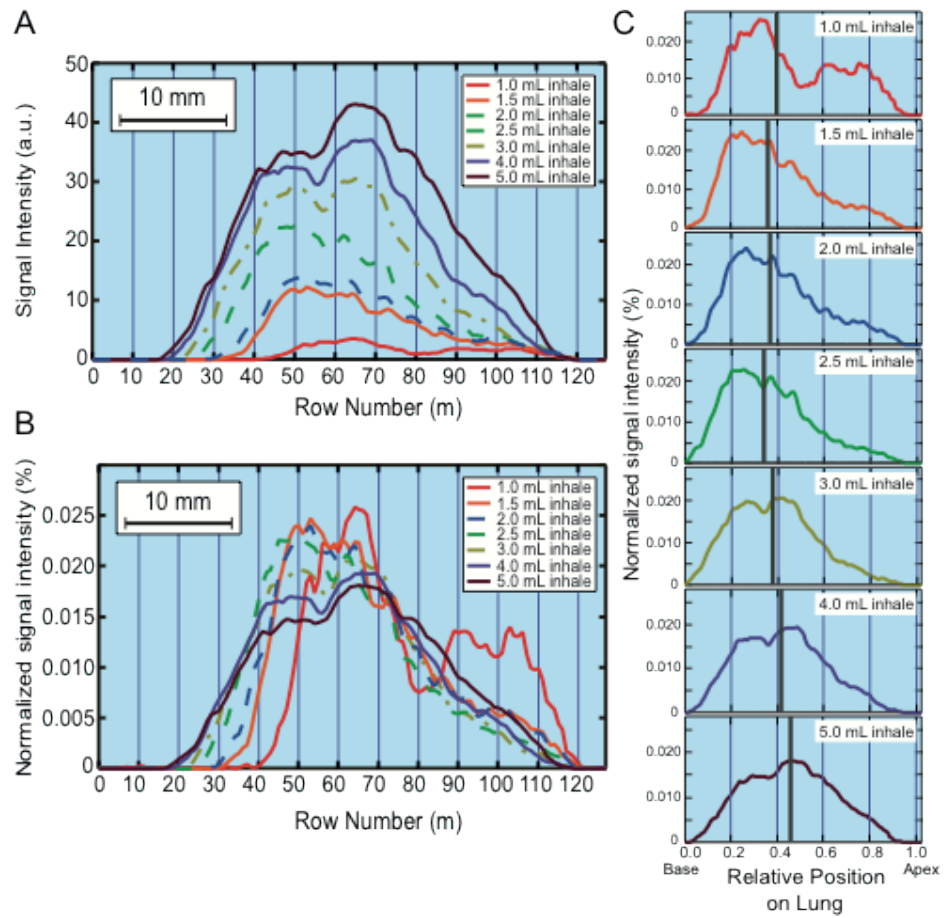 A
Signal Intensity (a.u.)
50
40
30
20
10
0
10 mm
1.0 mL inhale
1.5 mL inhale
2.0 mL inhale
2.5 mL inhale
3.0 mL inhale
4.0 mL inhale
5.0 mL inhale
0 10 20 30 40 50 60 70 80 90 100 110 120
Row Number (m)
B
Normalized signal intensity (%)
0.025
0.020
0.015
0.010
0.005
0
10 mm
1.0 mL inhale
1.5 mL inhale
2.0 mL inhale
2.5 mL inhale
3.0 mL inhale
4.0 mL inhale
5.0 mL inhale
0 10 20 30 40 50 60 70 80 90 100 110 120
Row Number (m)
C
Normalized signal intensity (%)
1.0 mL inhale
0.020
0.010
0
1.5 mL inhale
0.020
0.010
0
2.0 mL inhale
0.020
0.010
0
2.5 mL inhale
0.020
0.010
0
3.0 mL inhale
0.020
0.010
0
4.0 mL inhale
0.020
0.010
0
5.0 mL inhale
0.020
0.010
0
0.0 0.2 0.4 0.6 0.8 1.0
Base Relative Position Apex
on Lung